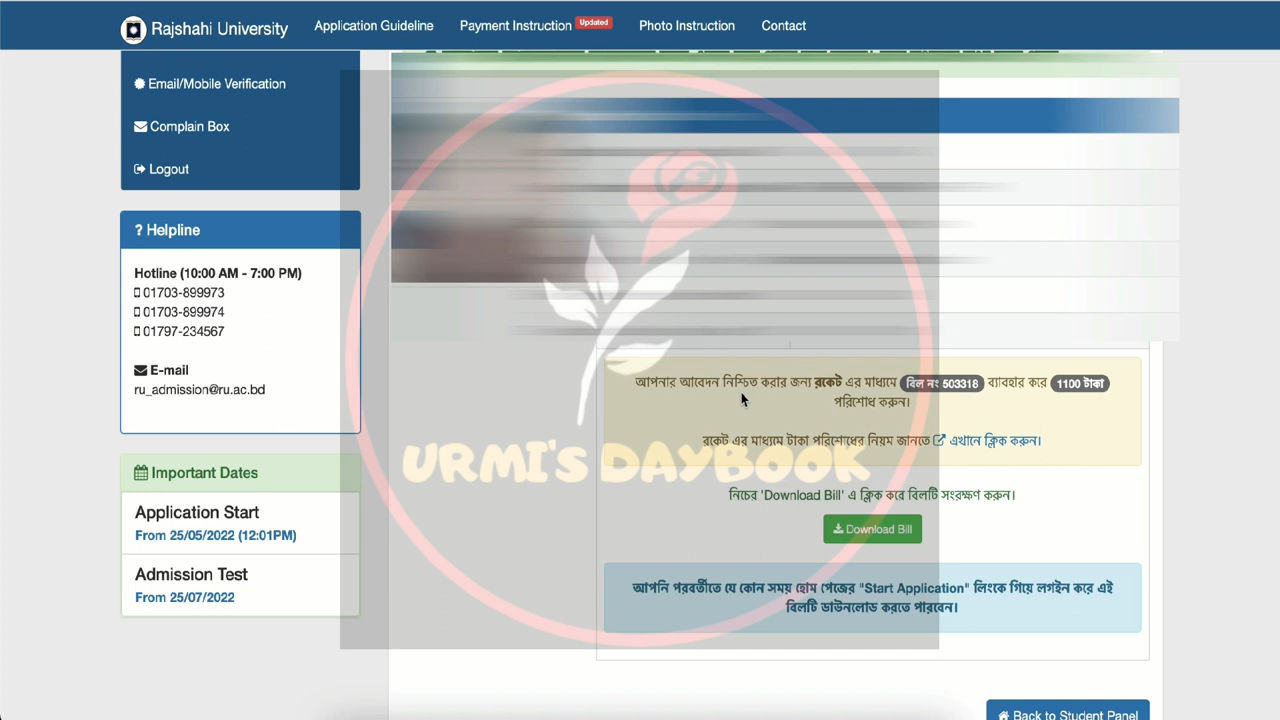 Rajshahi University
Application Guideline
Payment Instruction Updated
Photo Instruction
Contact
Email/Mobile Verification
Complain Box
Logout
? Helpline
Hotline (10:00 AM - 7:00 PM)
01703-899973
01703-899974
01797-234567
E-mail
ru_admission@ru.ac.bd
Important Dates
Application Start
From 25/05/2022 (12:01PM)
Admission Test
From 25/07/2022
আপনার আবেদন নিশ্চিত করার জন্য রকেট এর মাধ্যমে বিল নং 503318 ব্যাবহার করে 1100 টাকা
পরিশোধ করুন।
রকেট এর মাধ্যমে টাকা পরিশোধের নিয়ম জানতে এখানে ক্লিক করুন।
URMI'S DAYBOOK
নিচের 'Download Bill' এ ক্লিক করে বিলটি সংরক্ষণ করুন।
Download Bill
আপনি পরবর্তীতে যে কোন সময় হোম পেজের "Start Application" লিংকে গিয়ে লগইন করে এই
বিলটি ডাউনলোড করতে পারবেন।
Back to Student Panel